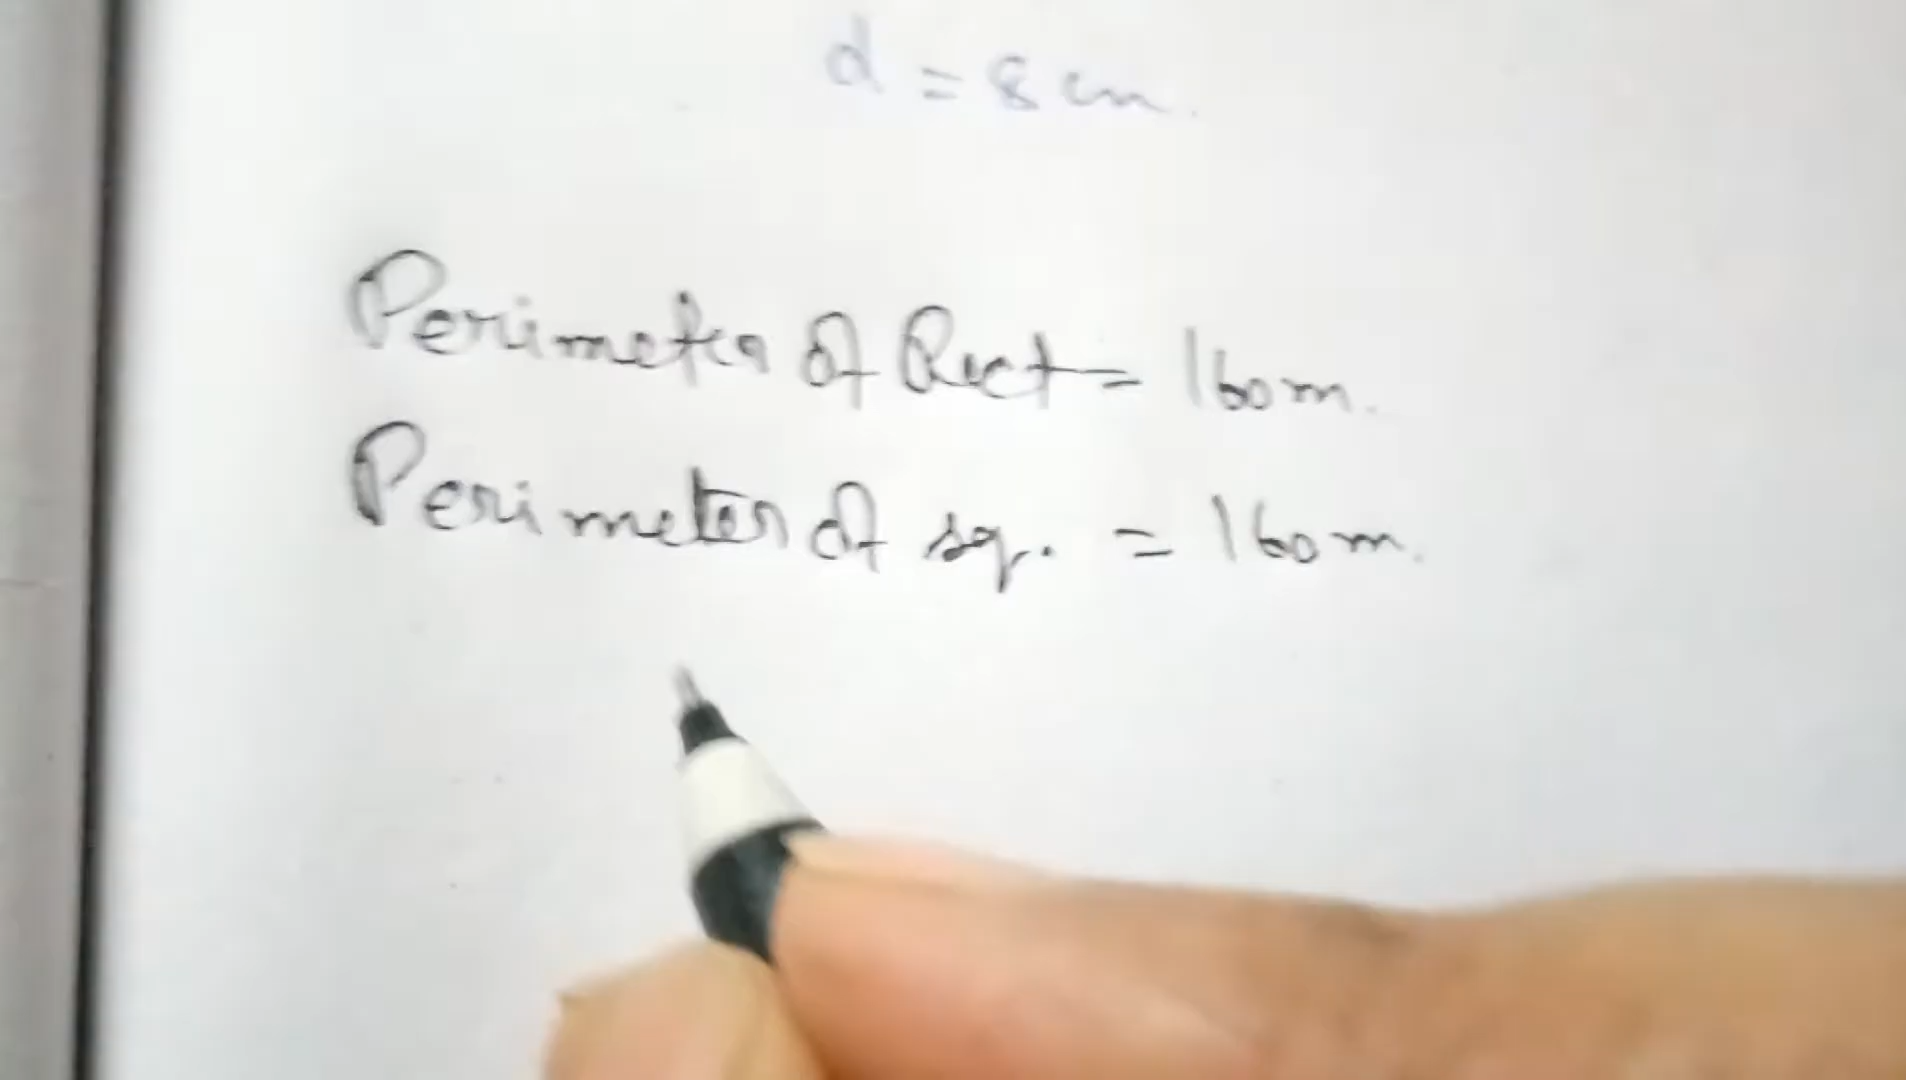 d = 8 cm.
Perimeter of Rect = 160m.
Perimeter of sq. = 160m.